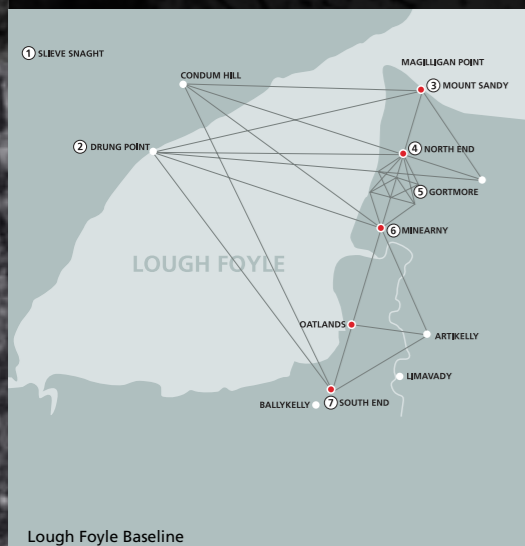 1 SLIEVE SNAGHT
MAGILLIGAN POINT
CONDUM HILL
3 MOUNT SANDY
2 DRUNG POINT
4 NORTH END
5 GORTMORE
6 MINEARNY
LOUGH FOYLE
OATLANDS
ARTIKELLY
LIMAVADY
BALLYKELLY
7 SOUTH END
Lough Foyle Baseline